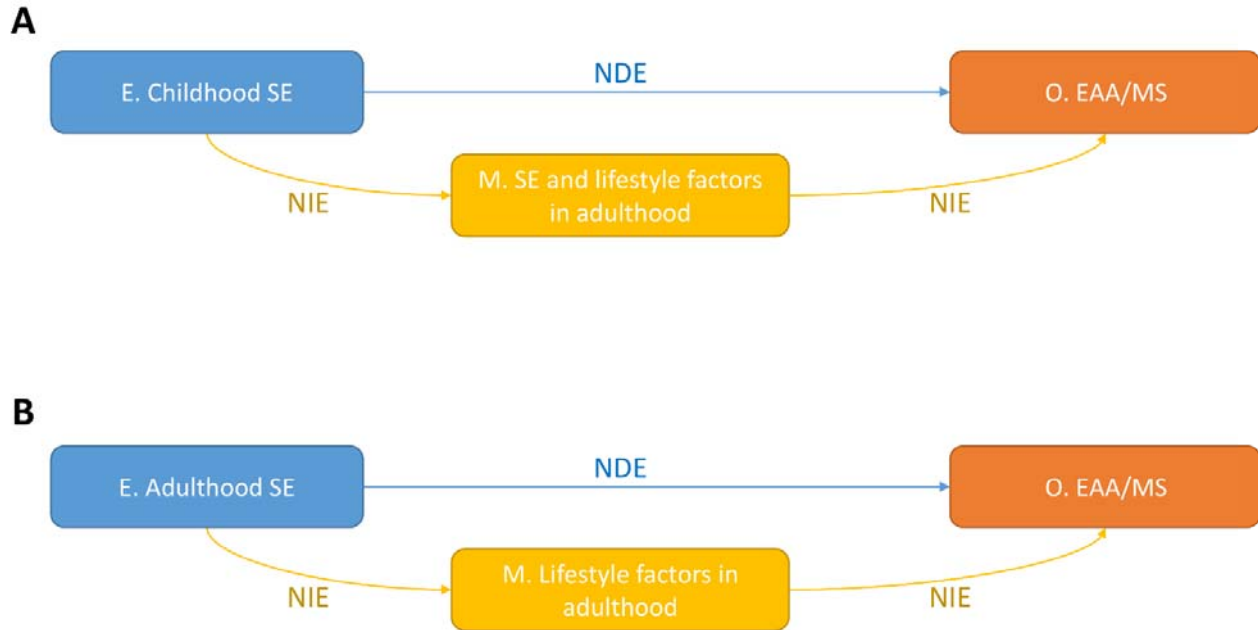 A
E. Childhood SE
NDE
O. EAA/MS
NIE
M. SE and lifestyle factors
in adulthood
NIE
B
E. Adulthood SE
NDE
O. EAA/MS
NIE
M. Lifestyle factors in
adulthood
NIE